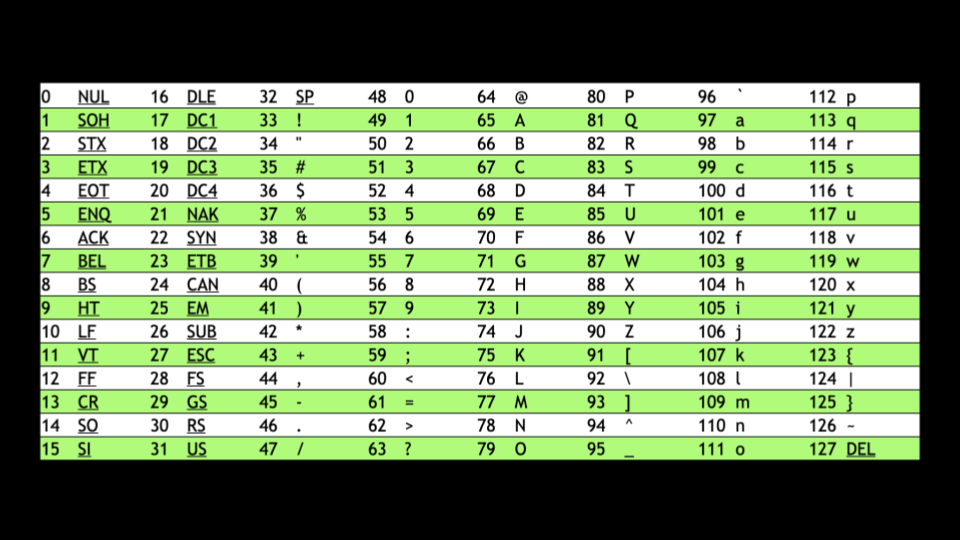 0 NUL 16 DLE 32 SP 48 0 64 @ 80 P 96 ` 112 p
1 SOH 17 DC1 33 ! 49 1 65 A 81 Q 97 a 113 q
2 STX 18 DC2 34 " 50 2 66 B 82 R 98 b 114 r
3 ETX 19 DC3 35 # 51 3 67 C 83 S 99 c 115 s
4 EOT 20 DC4 36 $ 52 4 68 D 84 T 100 d 116 t
5 ENQ 21 NAK 37 % 53 5 69 E 85 U 101 e 117 u
6 ACK 22 SYN 38 & 54 6 70 F 86 V 102 f 118 v
7 BEL 23 ETB 39 ' 55 7 71 G 87 W 103 g 119 w
8 BS 24 CAN 40 ( 56 8 72 H 88 X 104 h 120 x
9 HT 25 EM 41 ) 57 9 73 I 89 Y 105 i 121 y
10 LF 26 SUB 42 * 58 : 74 J 90 Z 106 j 122 z
11 VT 27 ESC 43 + 59 ; 75 K 91 [ 107 k 123 {
12 FF 28 FS 44 , 60 < 76 L 92 \ 108 l 124 |
13 CR 29 GS 45 - 61 = 77 M 93 ] 109 m 125 }
14 SO 30 RS 46 . 62 > 78 N 94 ^ 110 n 126 ~
15 SI 31 US 47 / 63 ? 79 O 95 _ 111 o 127 DEL